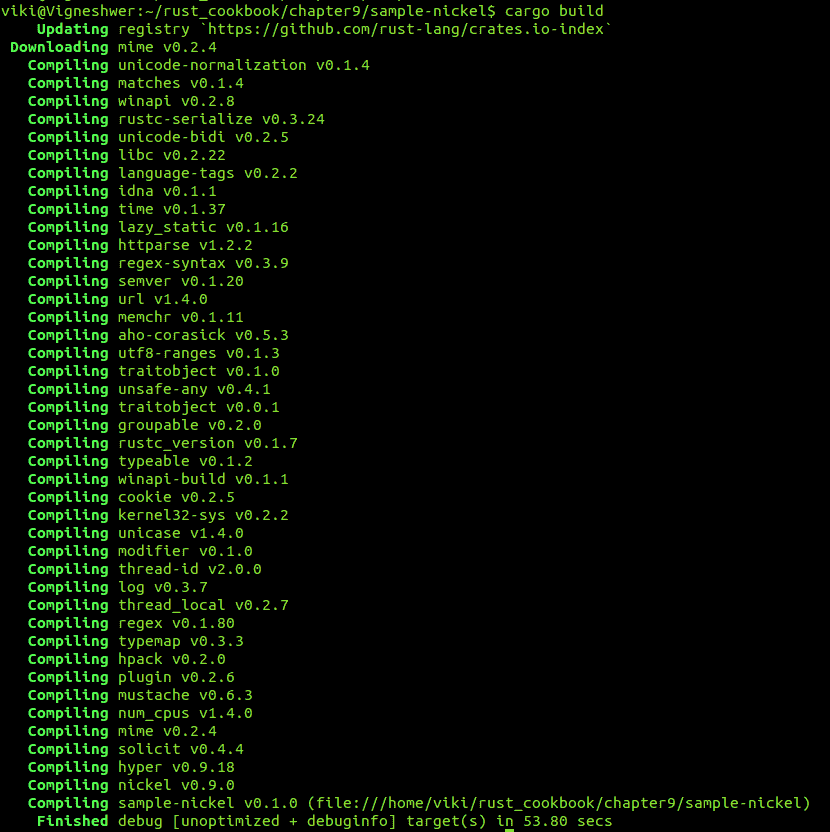 viki@Vigneshwer:~/rust_cookbook/chapter9/sample-nickel$ cargo build
Updating registry `https://github.com/rust-lang/crates.io-index`
Downloading mime v0.2.4
Compiling unicode-normalization v0.1.4
Compiling matches v0.1.4
Compiling winapi v0.2.8
Compiling rustc-serialize v0.3.24
Compiling unicode-bidi v0.2.5
Compiling libc v0.2.22
Compiling language-tags v0.2.2
Compiling idna v0.1.1
Compiling time v0.1.37
Compiling lazy_static v0.1.16
Compiling httparse v1.2.2
Compiling regex-syntax v0.3.9
Compiling semver v0.1.20
Compiling url v1.4.0
Compiling memchr v0.1.11
Compiling aho-corasick v0.5.3
Compiling utf8-ranges v0.1.3
Compiling traitobject v0.1.0
Compiling unsafe-any v0.4.1
Compiling traitobject v0.0.1
Compiling groupable v0.2.0
Compiling rustc_version v0.1.7
Compiling typeable v0.1.2
Compiling winapi-build v0.1.1
Compiling cookie v0.2.5
Compiling kernel32-sys v0.2.2
Compiling unicase v1.4.0
Compiling modifier v0.1.0
Compiling thread-id v2.0.0
Compiling log v0.3.7
Compiling thread_local v0.2.7
Compiling regex v0.1.80
Compiling typemap v0.3.3
Compiling hpack v0.2.0
Compiling plugin v0.2.6
Compiling mustache v0.6.3
Compiling num_cpus v1.4.0
Compiling mime v0.2.4
Compiling solicit v0.4.4
Compiling hyper v0.9.18
Compiling nickel v0.9.0
Compiling sample-nickel v0.1.0 (file:///home/viki/rust_cookbook/chapter9/sample-nickel)
Finished debug [unoptimized + debuginfo] target(s) in 53.80 secs